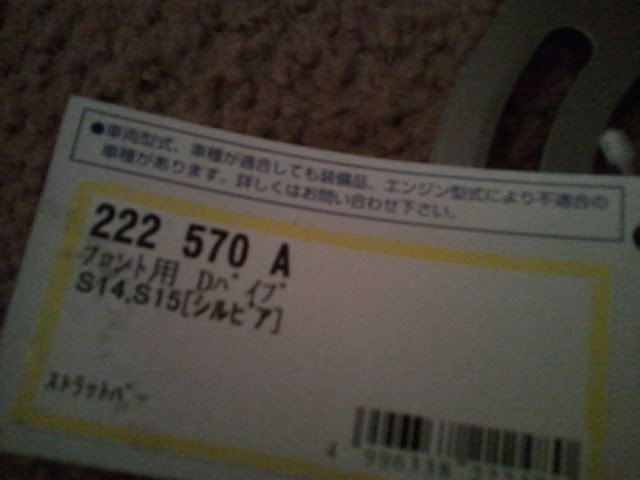 ●車両型式、車種が適合しても装備品、エンジン型式により不適合の
車種があります。詳しくはお問い合わせ下さい。
222 570 A
フロント用 Dパイプ
S14,S15[シルビア]
ストラットバー
4 996118